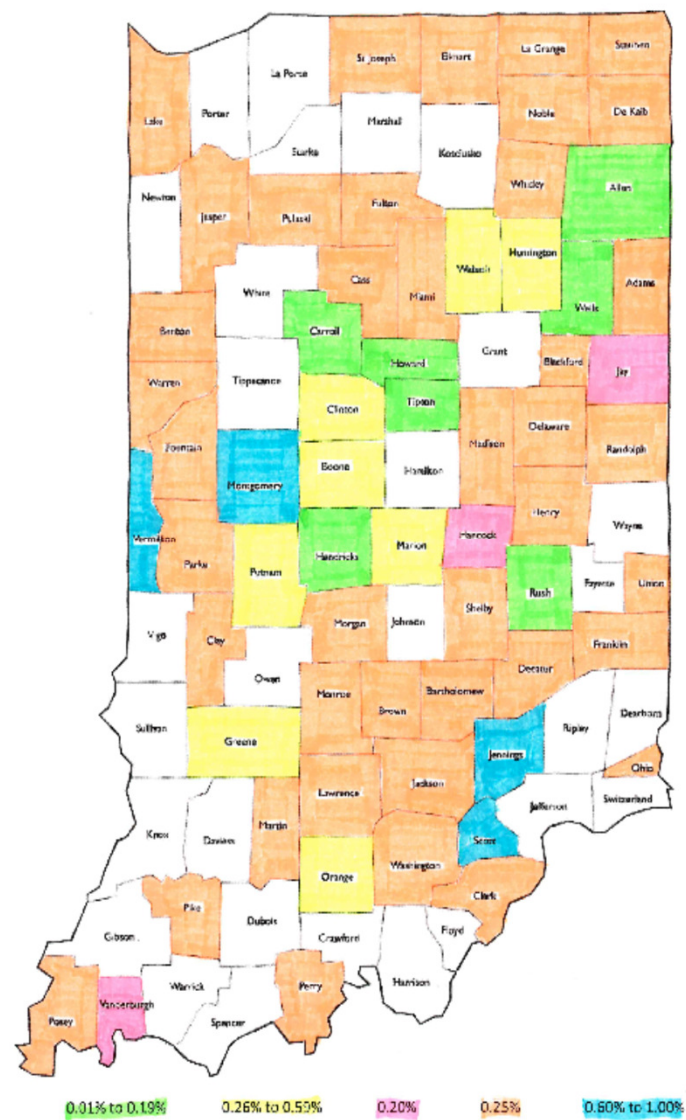 St Joseph
Elkhart
La Grange
Steuben
La Porte
Porter
Lake
Noble
De Kalb
Marshall
Starke
Kosciusko
Whitley
Allen
Newton
Jasper
Pulaski
Fulton
Wabash
Huntington
Cass
Miami
Adams
White
Wells
Benton
Carroll
Howard
Grant
Blackford
Jay
Warren
Tippecanoe
Tipton
Clinton
Delaware
Madison
Fountain
Randolph
Boone
Hamilton
Montgomery
Henry
Wayne
Vermillion
Hancock
Marion
Hendricks
Parke
Putnam
Fayette
Union
Rush
Shelby
Morgan
Johnson
Vigo
Clay
Franklin
Decatur
Owen
Monroe
Bartholomew
Brown
Sullivan
Greene
Ripley
Dearborn
Jennings
Ohio
Jackson
Lawrence
Switzerland
Jefferson
Martin
Knox
Daviess
Scott
Washington
Orange
Clark
Pike
Dubois
Floyd
Gibson
Crawford
Harrison
Warrick
Perry
Vanderburgh
Posey
Spencer
0.01% to 0.19% 0.26% to 0.59% 0.20% 0.25% 0.60% to 1.00%